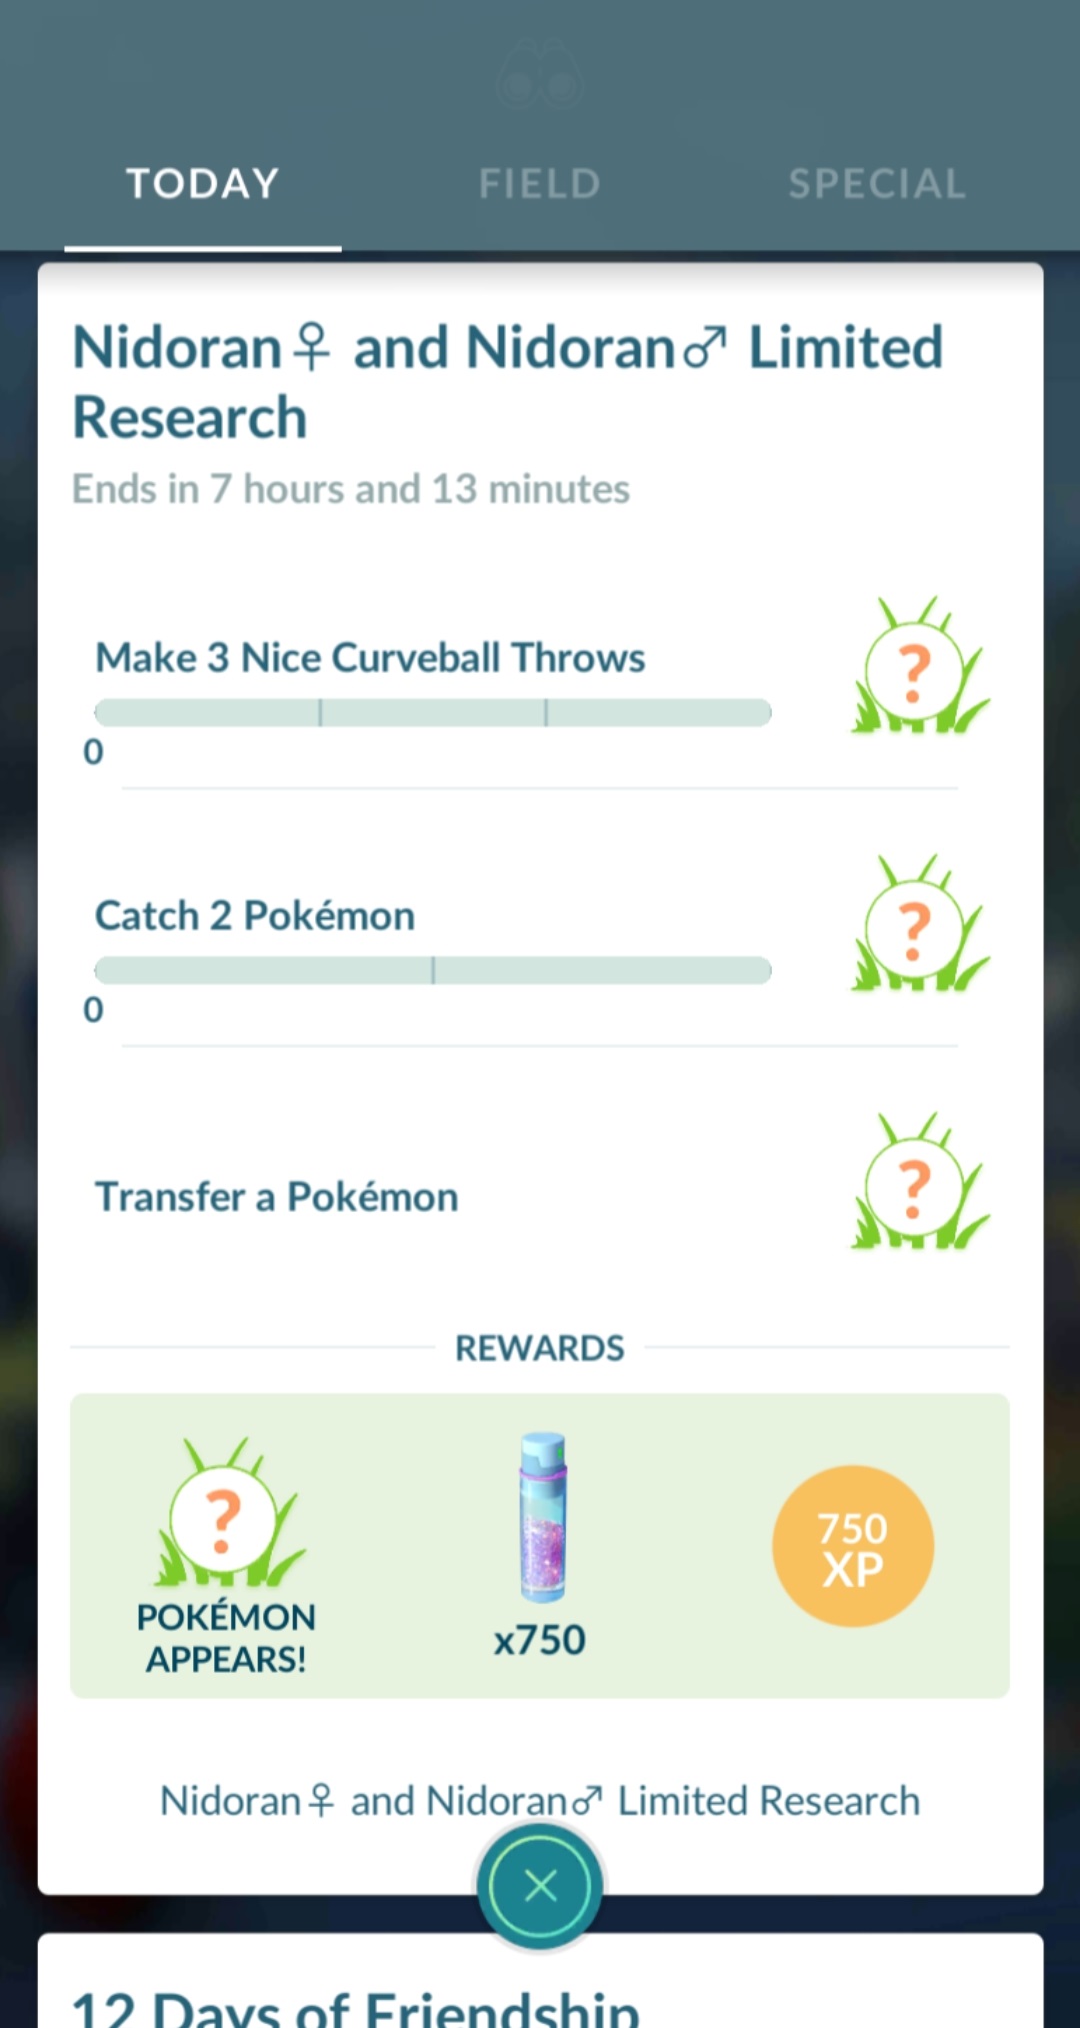 TODAY
FIELD
SPECIAL
Nidoran♀ and Nidoran♂ Limited
Research
Ends in 7 hours and 13 minutes
Make 3 Nice Curveball Throws
?
0
Catch 2 Pokémon
?
0
Transfer a Pokémon
?
REWARDS
?
POKÉMON
APPEARS!
x750
750
XP
Nidoran♀ and Nidoran♂ Limited Research
12 Days of Friendship